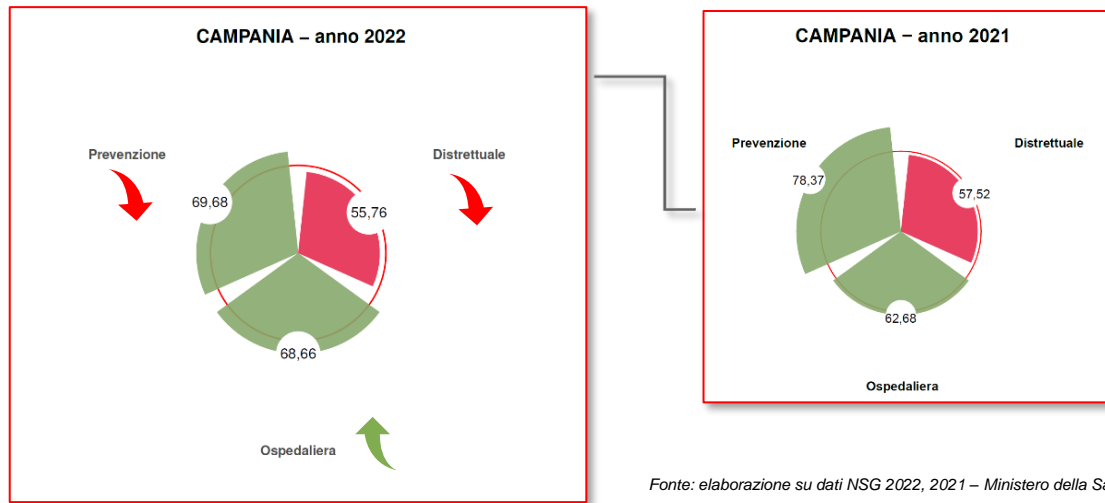 CAMPANIA – anno 2022
Prevenzione
Distrettuale
69,68
55,76
68,66
Ospedaliera
CAMPANIA – anno 2021
Prevenzione
Distrettuale
78,37
57,52
62,68
Ospedaliera
Fonte: elaborazione su dati NSG 2022, 2021 – Ministero della